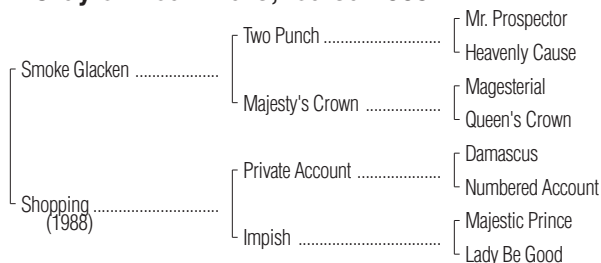 Mr. Prospector
Two Punch ....................
Heavenly Cause
Smoke Glacken ....................
Magesterial
Majesty's Crown ....................
Queen's Crown
Damascus
Private Account ....................
Numbered Account
Shopping ....................
(1988)
Majestic Prince
Impish ....................
Lady Be Good